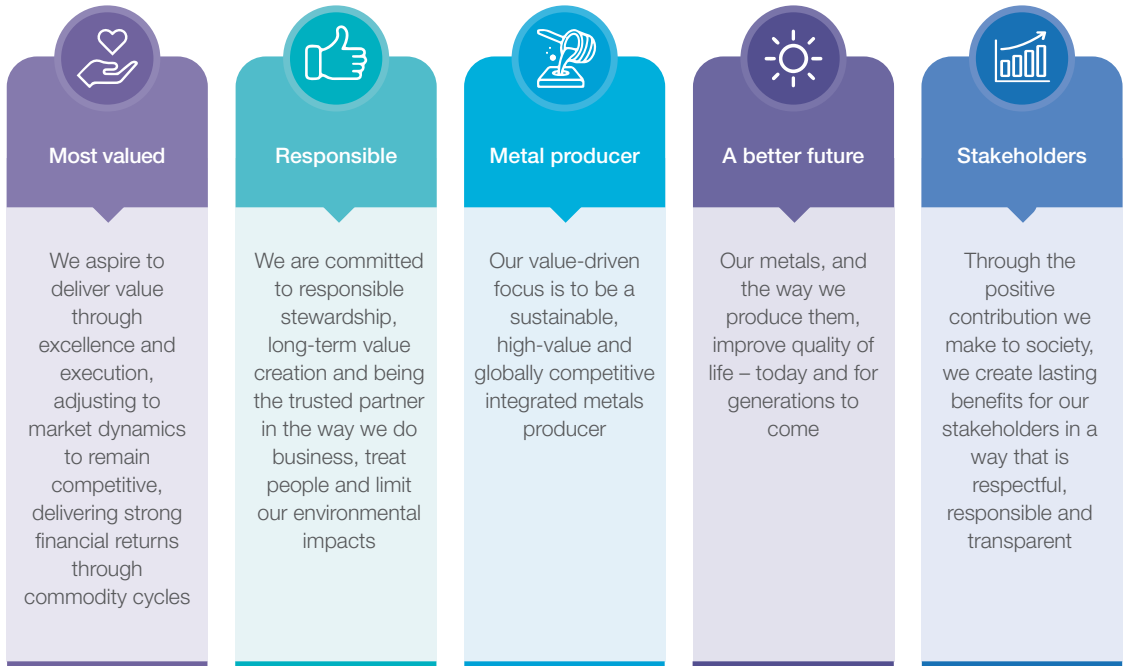 Most valued
We aspire to
deliver value
through
excellence and
execution,
adjusting to
market dynamics
to remain
competitive,
delivering strong
financial returns
through
commodity cycles
Responsible
We are committed
to responsible
stewardship,
long-term value
creation and being
the trusted partner
in the way we do
business, treat
people and limit
our environmental
impacts
Metal producer
Our value-driven
focus is to be a
sustainable,
high-value and
globally competitive
integrated metals
producer
A better future
Our metals, and
the way we
produce them,
improve quality of
life – today and for
generations to
come
Stakeholders
Through the
positive
contribution we
make to society,
we create lasting
benefits for our
stakeholders in a
way that is
respectful,
responsible and
transparent